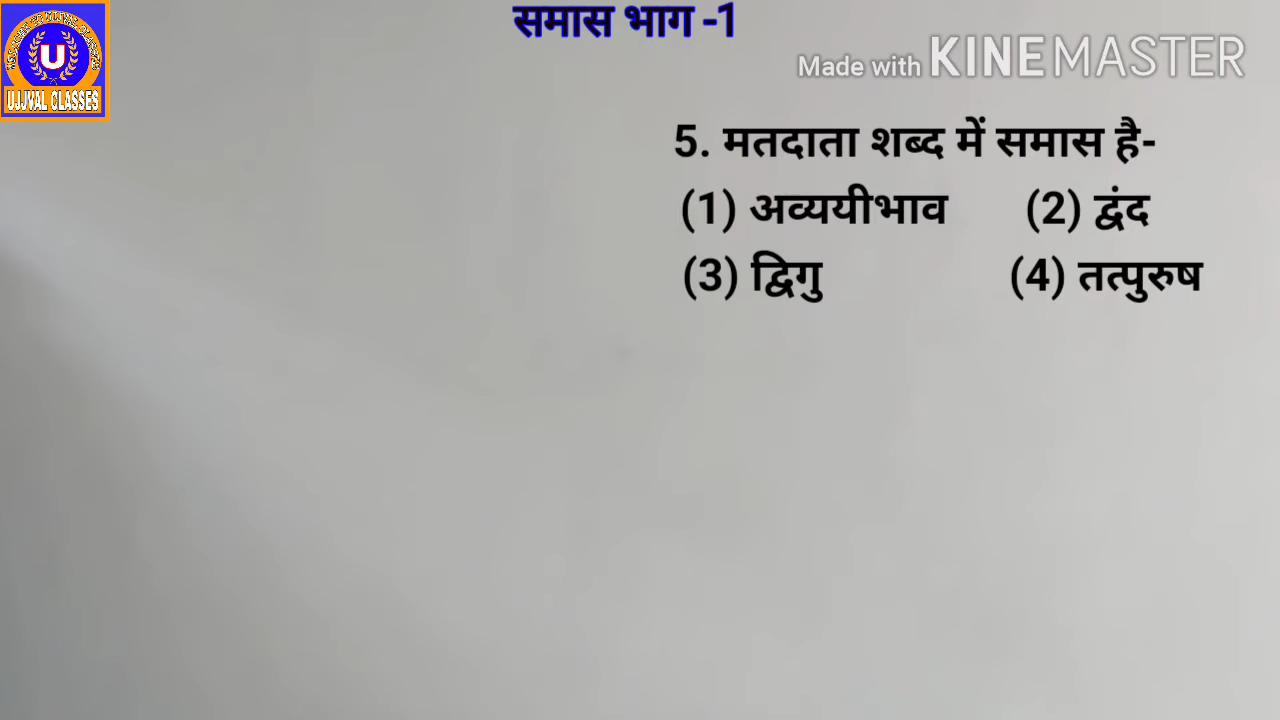 समास भाग -1
Made with KINEMASTER
U
UJJVAL CLASSES
5. मतदाता शब्द में समास है-
(1) अव्ययीभाव (2) द्वंद
(3) द्विगु (4) तत्पुरुष